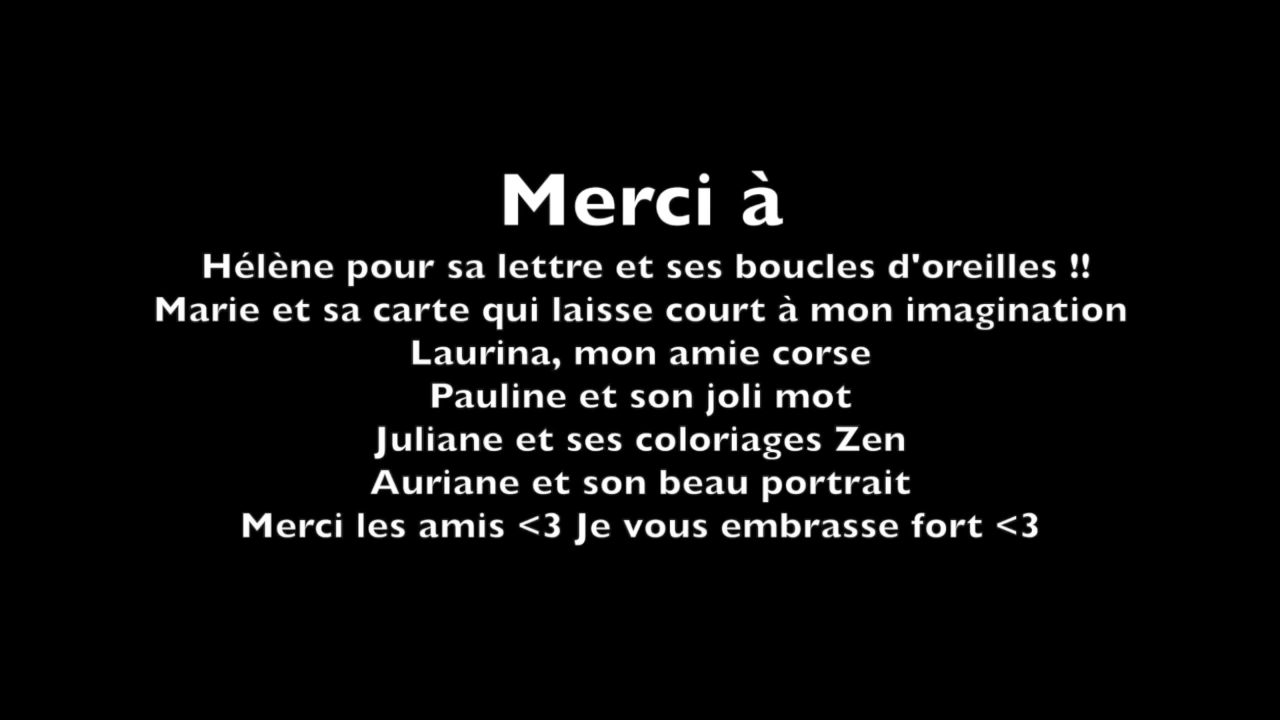 Merci à
Hélène pour sa lettre et ses boucles d'oreilles !!
Marie et sa carte qui laisse court à mon imagination
Laurina, mon amie corse
Pauline et son joli mot
Juliane et ses coloriages Zen
Auriane et son beau portrait
Merci les amis <3 Je vous embrasse fort <3